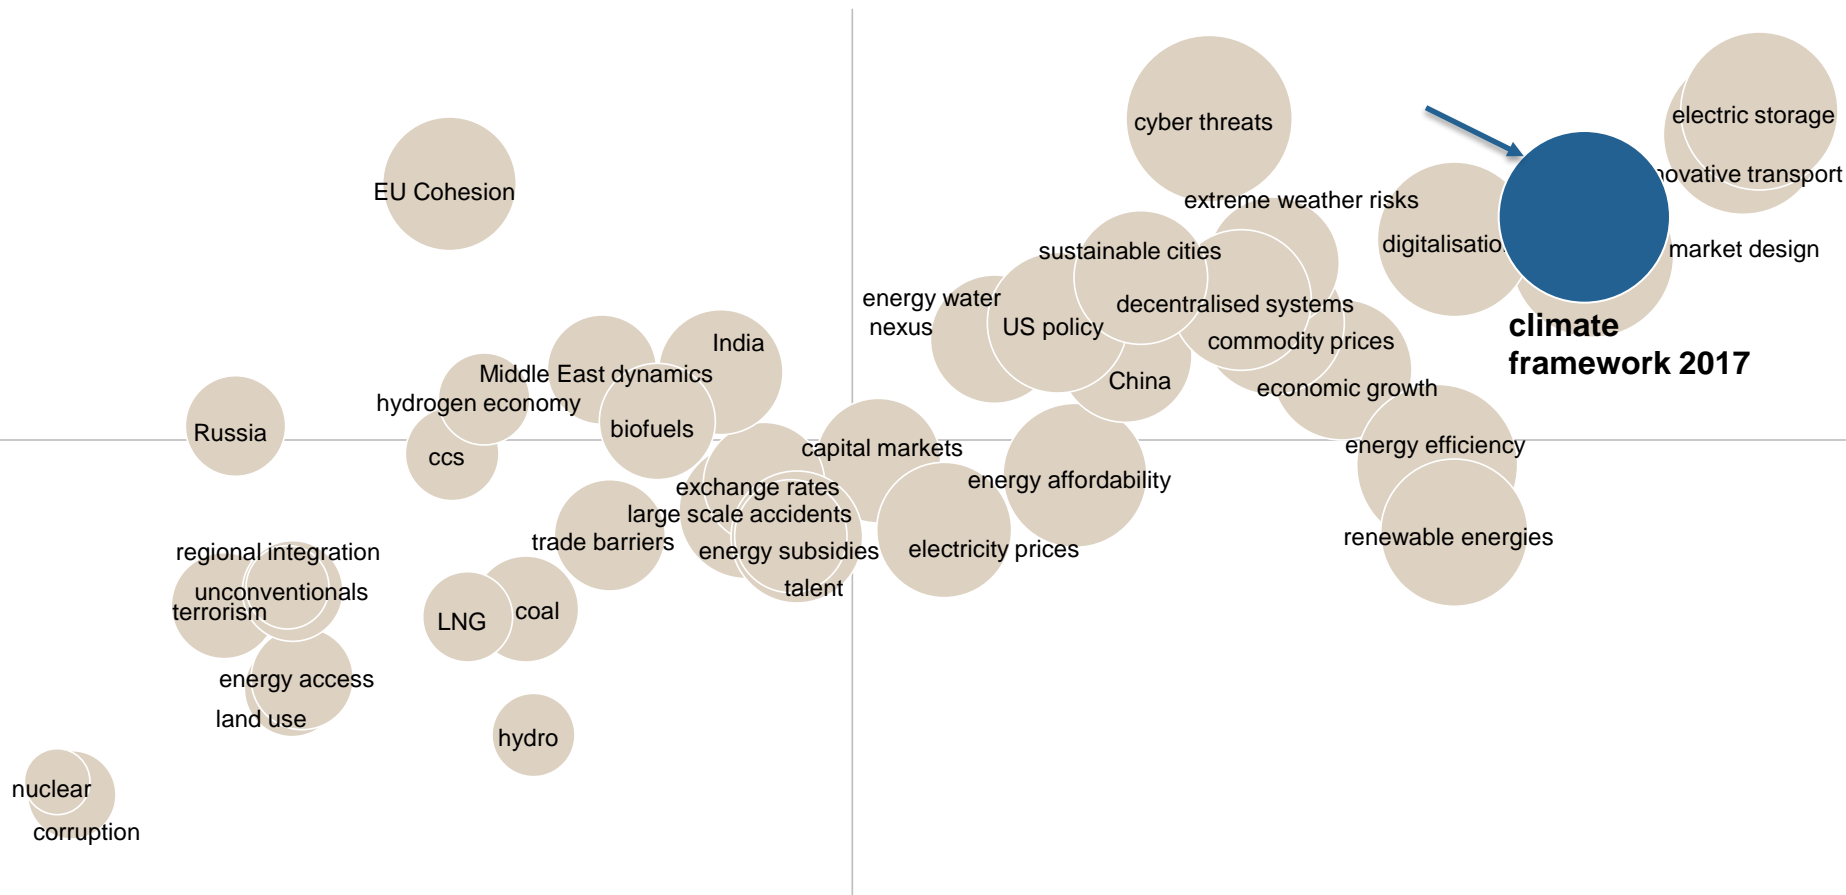 electric storage
cyber threats
novative transport
EU Cohesion
extreme weather risks
digitalisatio
market design
sustainable cities
energy water
nexus
US policy
decentralised systems
climate
framework 2017
India
commodity prices
Middle East dynamics
China
economic growth
hydrogen economy
biofuels
Russia
capital markets
energy efficiency
ccs
energy affordability
exchange rates
large scale accidents
trade barriers
energy subsidies
electricity prices
renewable energies
regional integration
unconventionals
talent
terrorism
LNG
coal
energy access
land use
hydro
nuclear
corruption